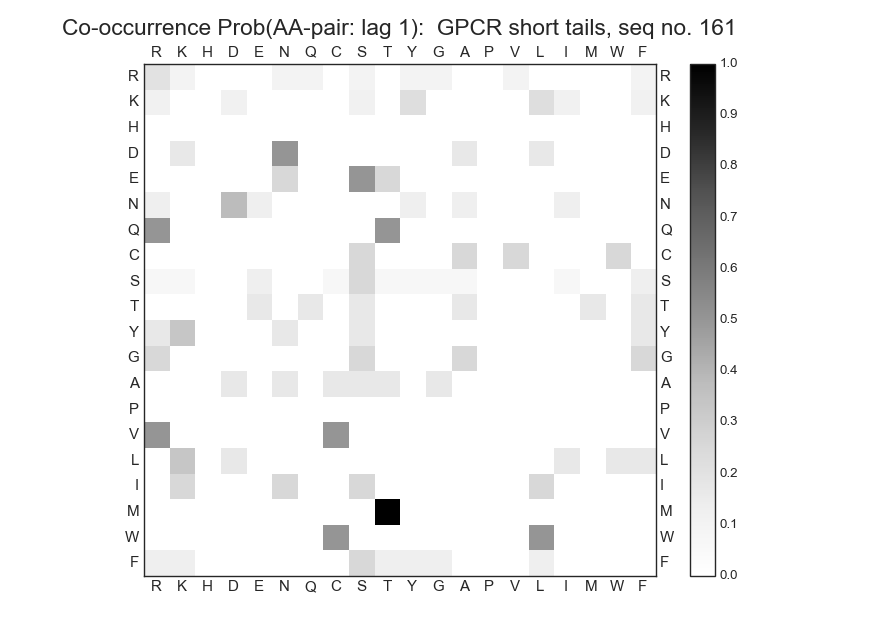 Co-occurrence Prob(AA-pair: lag 1):  GPCR short tails, seq no. 161
R K H D E N Q C S T Y G A P V L I M W F
R R 1.0
K K 0.9
H H
D D 0.8
E E
N N 0.7
Q Q
C C 0.6
S S
T T 0.5
Y Y
G G 0.4
A A
P P 0.3
V V
L L 0.2
I I
M M 0.1
W W
F F 0.0
R K H D E N Q C S T Y G A P V L I M W F